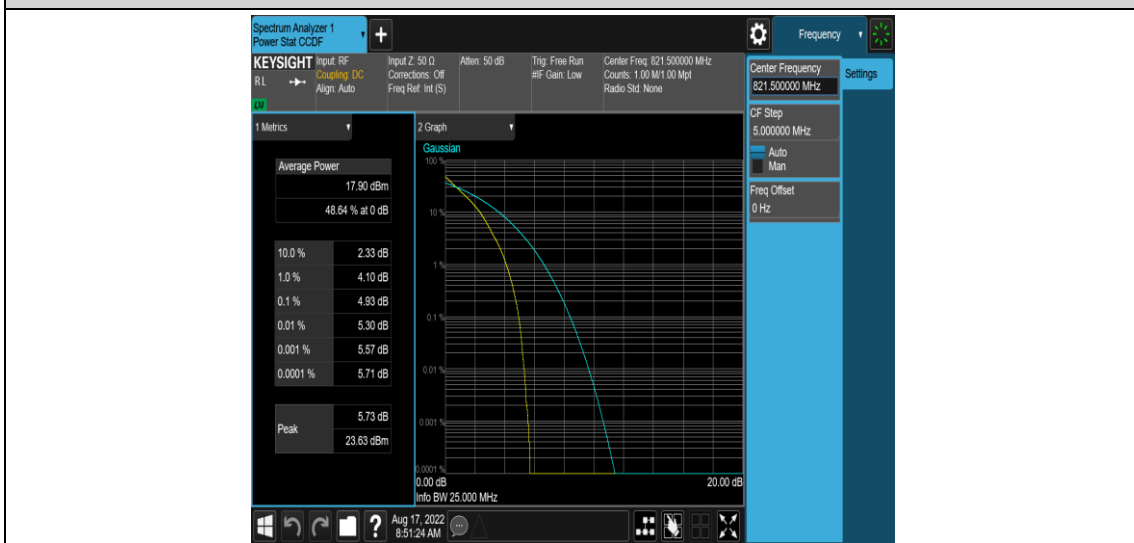 Spectrum Analyzer 1
Power Stat CCDF
+
Frequency
KEYSIGHT
Input: RF
Coupling: DC
Align: Auto
Input Z: 50 Ω
Corrections: Off
Freq Ref: Int (S)
Atten: 50 dB
Trig: Free Run
#IF Gain: Low
Center Freq: 821.500000 MHz
Counts: 1.00 M/1.00 Mpt
Radio Std: None
RL
LXI
Center Frequency
821.500000 MHz
Settings
CF Step
5.000000 MHz
Auto
Man
Freq Offset
0 Hz
1 Metrics
Average Power
17.90 dBm
48.64 % at 0 dB
10.0 % 2.33 dB
1.0 % 4.10 dB
0.1 % 4.93 dB
0.01 % 5.30 dB
0.001 % 5.57 dB
0.0001 % 5.71 dB
Peak
5.73 dB
23.63 dBm
2 Graph
Gaussian
100 %
10 %
1 %
0.1 %
0.01 %
0.001 %
0.0001 %
0.00 dB
20.00 dB
Info BW 25.000 MHz
?
Aug 17, 2022
8:51:24 AM